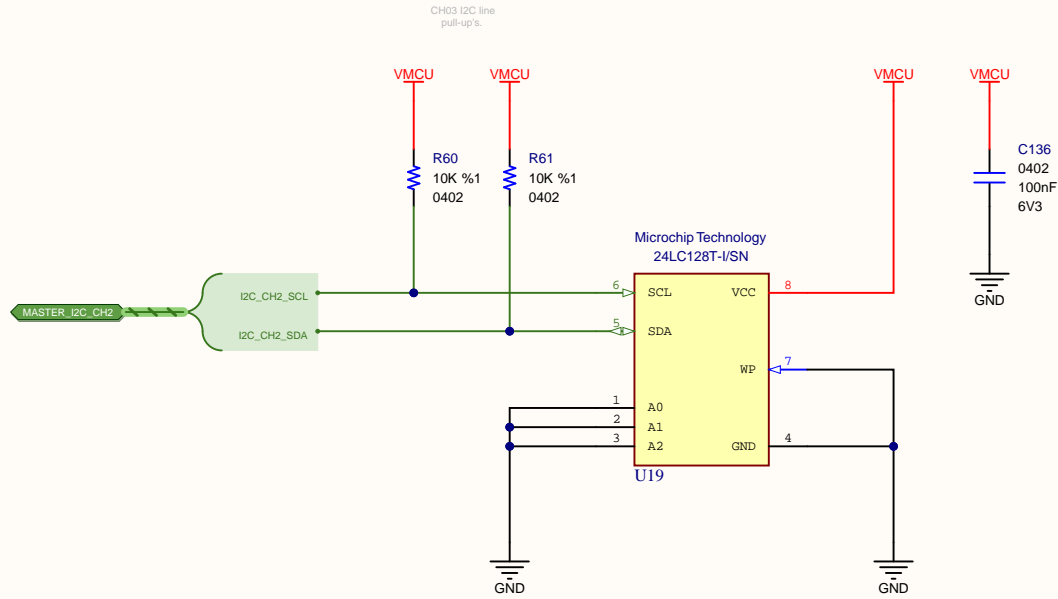 CH03 I2C line
pull-up's.
VMCU
VMCU
VMCU
VMCU
R60
10K %1
0402
R61
10K %1
0402
C136
0402
100nF
6V3
GND
Microchip Technology
24LC128T-I/SN
MASTER_I2C_CH2
I2C_CH2_SCL
I2C_CH2_SDA
6
SCL
VCC
8
5
SDA
WP
7
1
A0
2
A1
3
A2
GND
4
U19
GND
GND